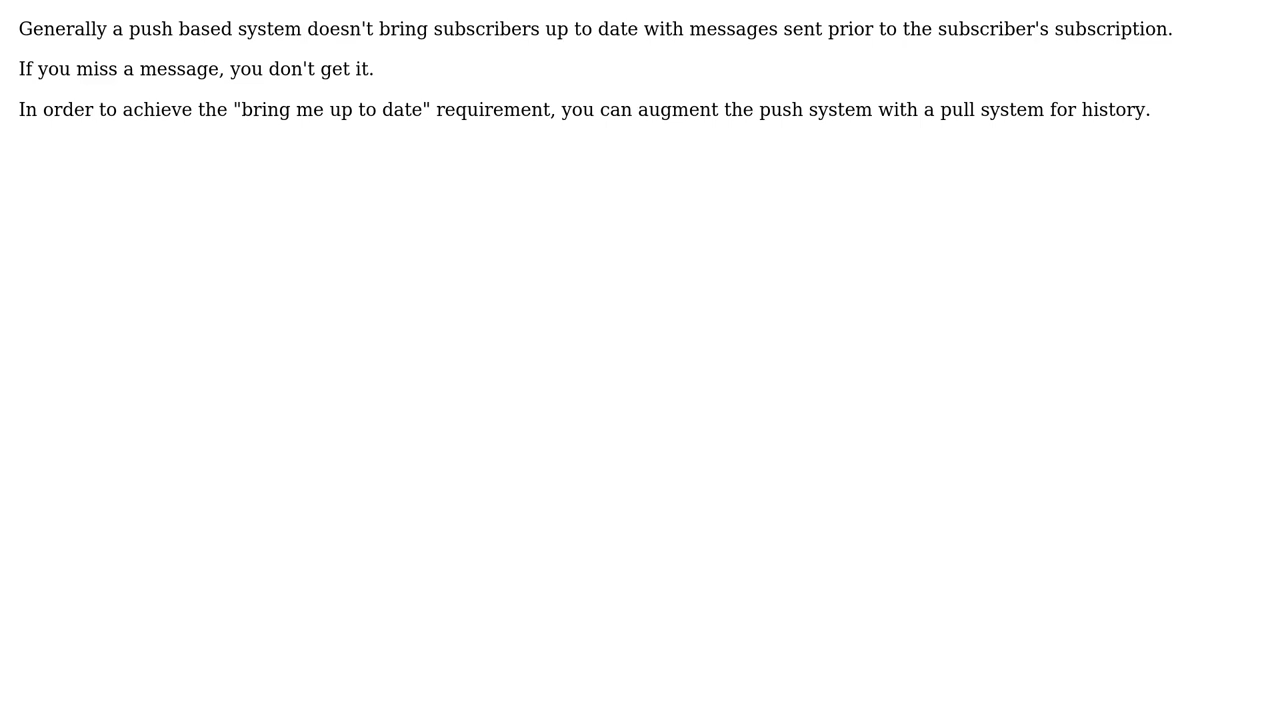 Generally a push based system doesn't bring subscribers up to date with messages sent prior to the subscriber's subscription.
If you miss a message, you don't get it.
In order to achieve the "bring me up to date" requirement, you can augment the push system with a pull system for history.